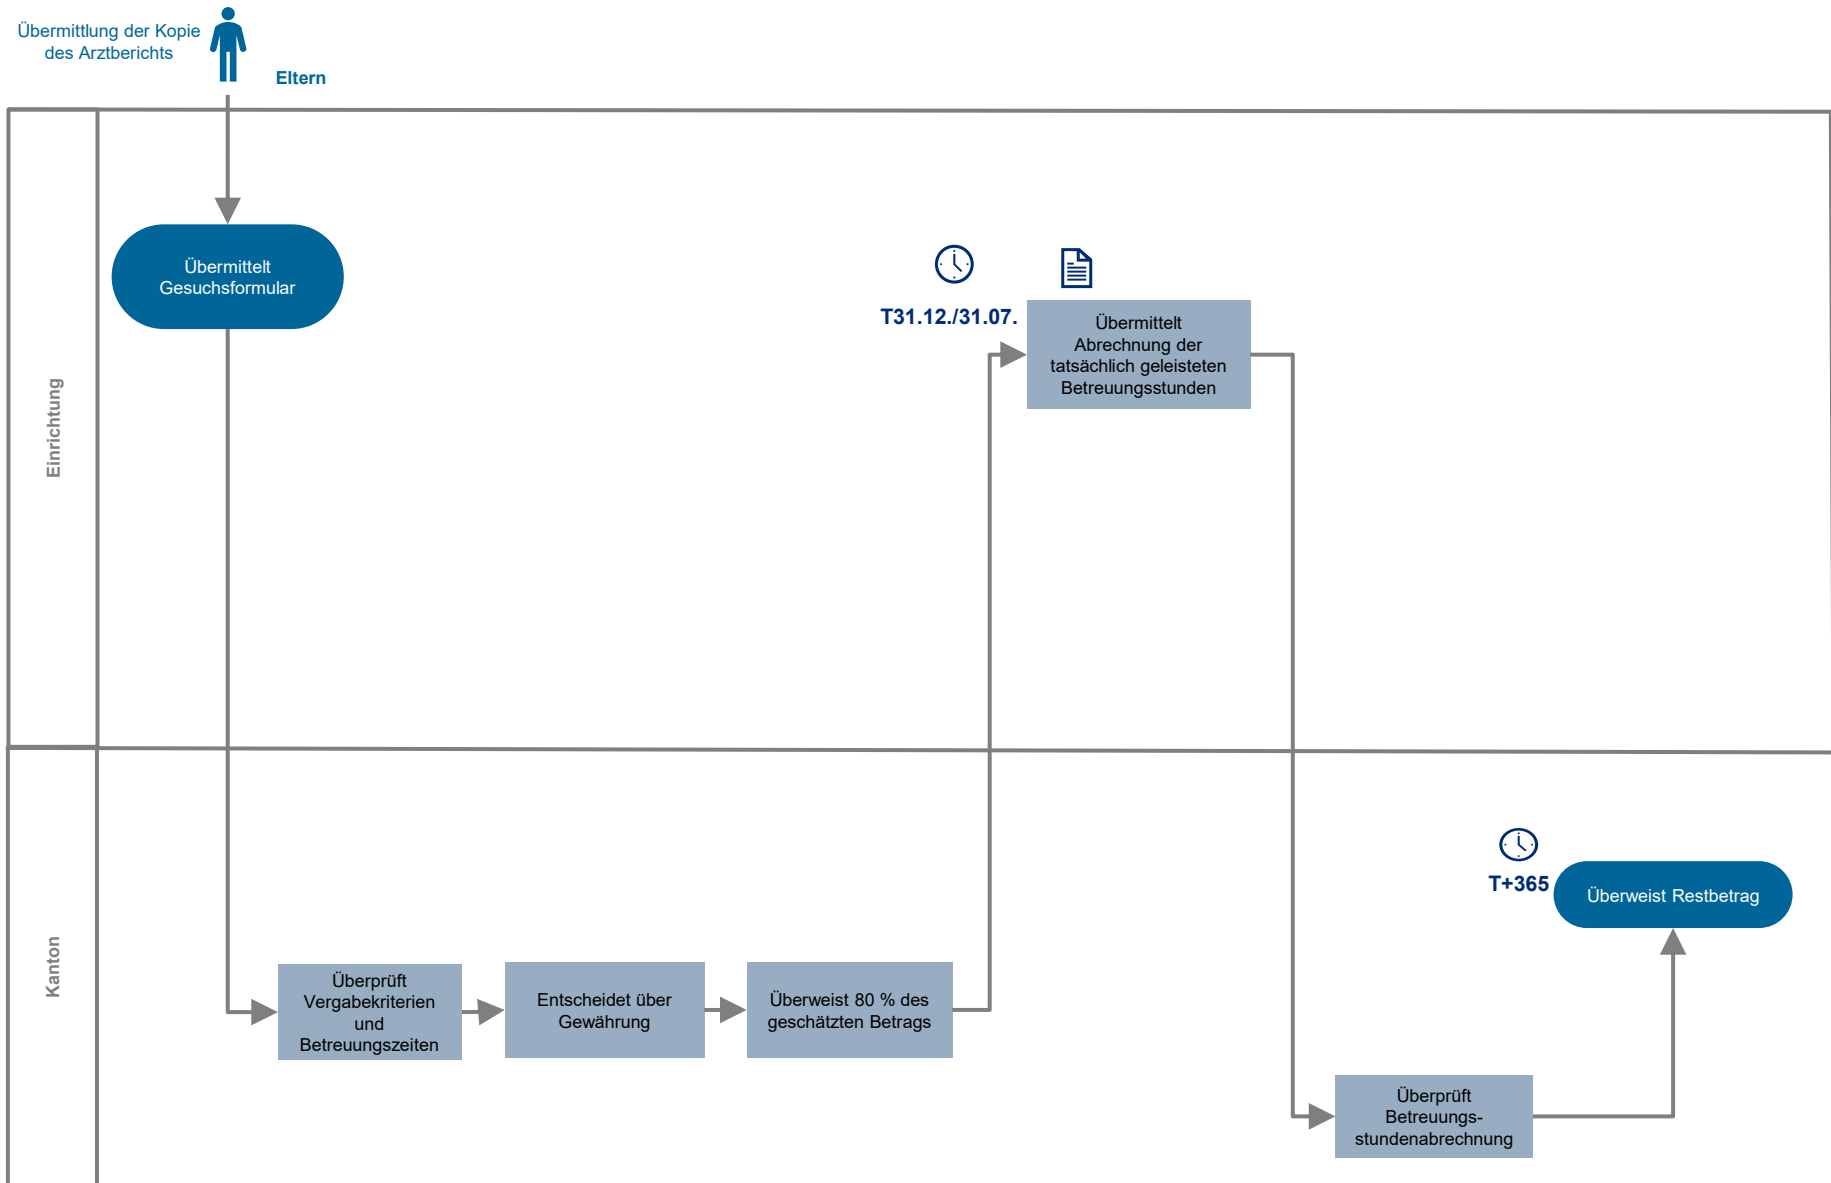 Übermittlung der Kopie
des Arztberichts
Eltern
Einrichtung
Übermittelt
Gesuchsformular
T31.12./31.07.
Übermittelt
Abrechnung der
tatsächlich geleisteten
Betreuungsstunden
Kanton
Überprüft
Vergabekriterien
und
Betreuungszeiten
Entscheidet über
Gewährung
Überweist 80 % des
geschätzten Betrags
Überprüft
Betreuungs-
stundenabrechnung
T+365
Überweist Restbetrag